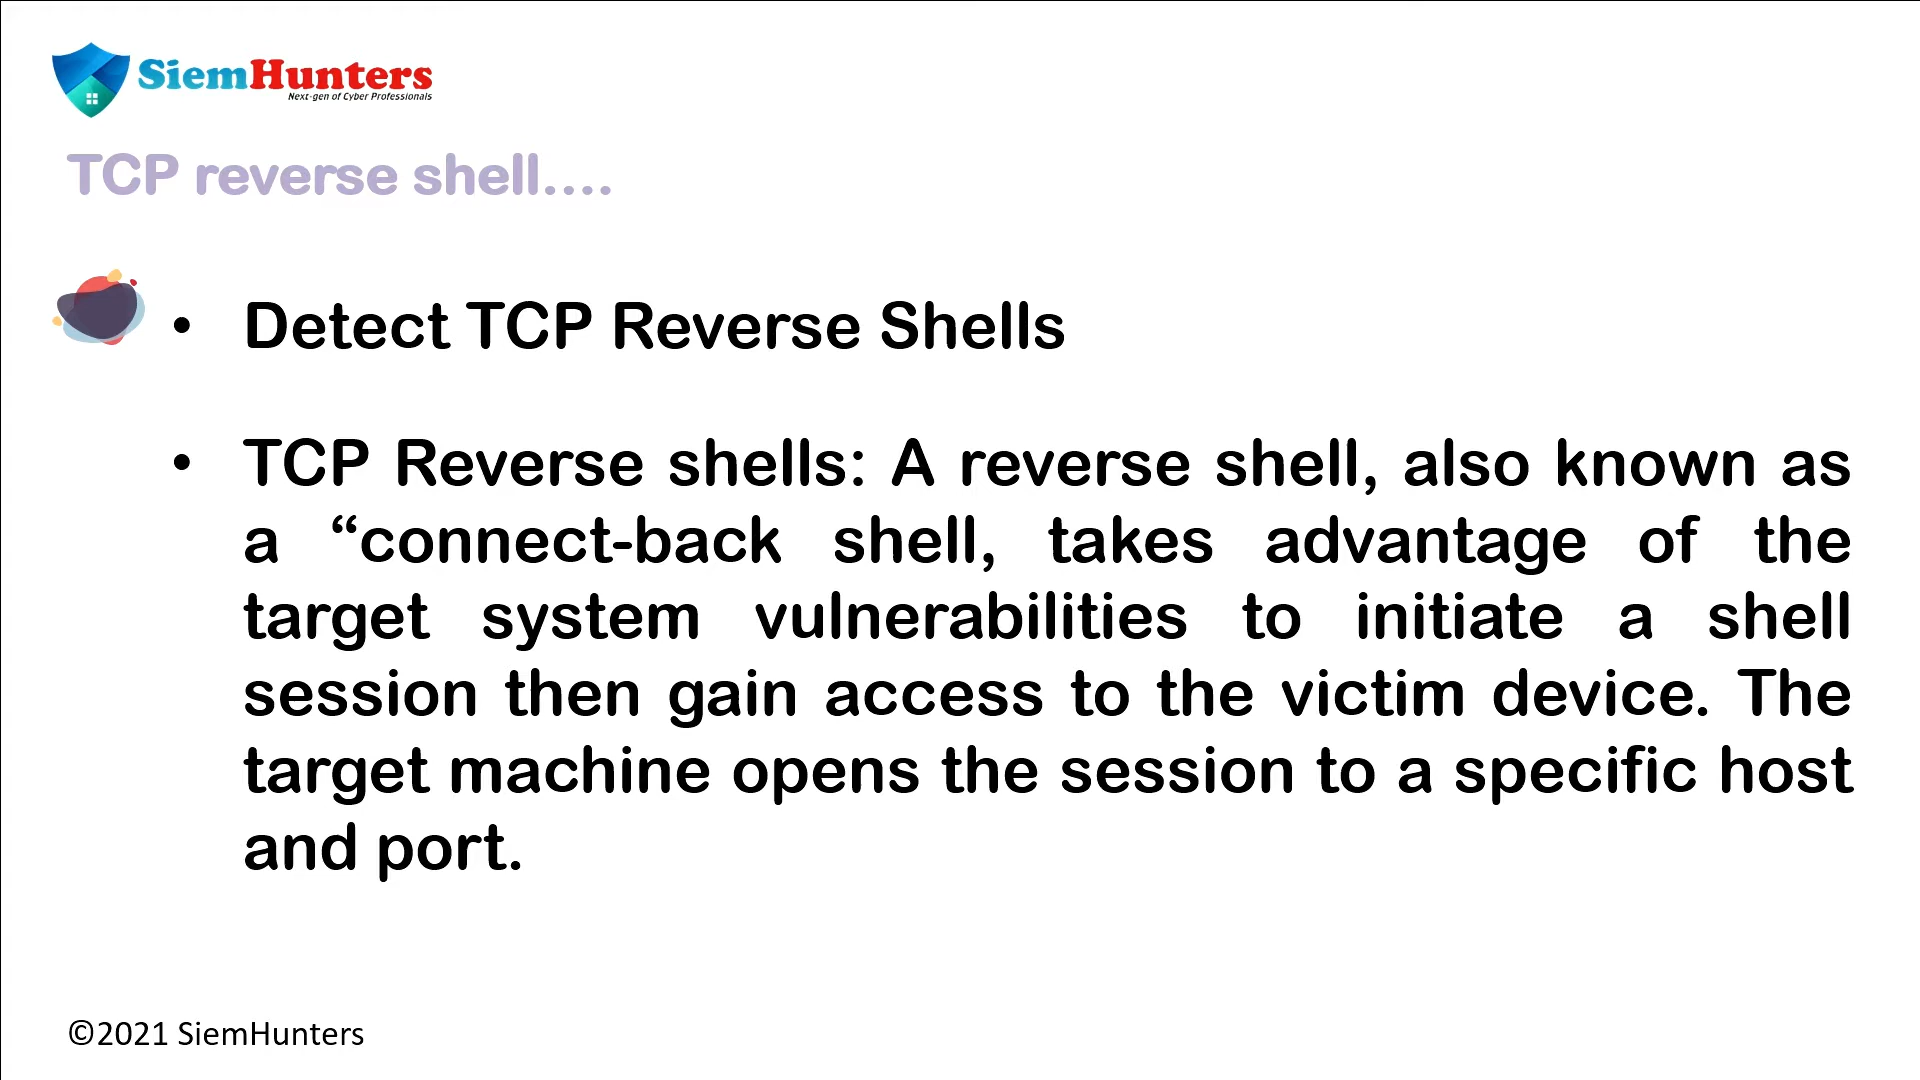 SiemHunters
Next-gen of Cyber Professionals
TCP reverse shell....
• Detect TCP Reverse Shells
• TCP Reverse shells: A reverse shell, also known as
a “connect-back shell, takes advantage of the
target system vulnerabilities to initiate a shell
session then gain access to the victim device. The
target machine opens the session to a specific host
and port.
©2021 SiemHunters